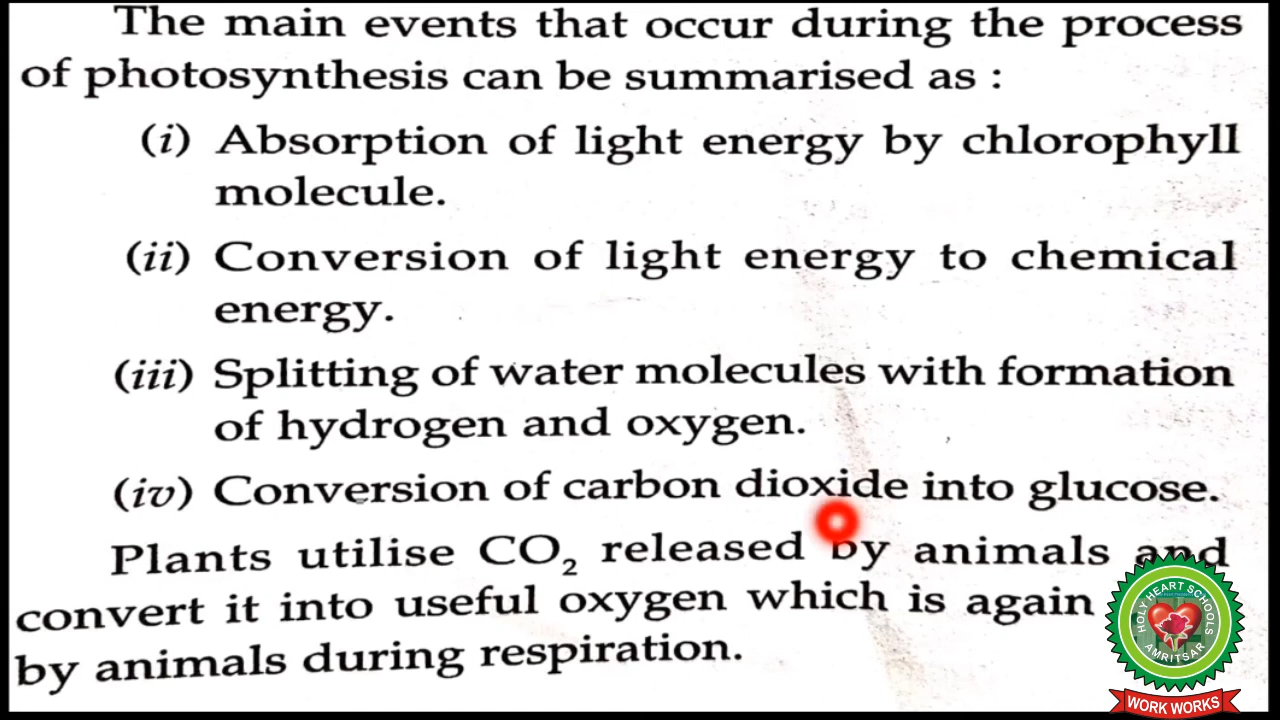 The main events that occur during the process
of photosynthesis can be summarised as :
(i) Absorption of light energy by chlorophyll
molecule.
(ii) Conversion of light energy to chemical
energy.
(iii) Splitting of water molecules with formation
of hydrogen and oxygen.
(iv) Conversion of carbon dioxide into glucose.
Plants utilise CO₂ released by animals and
convert it into useful oxygen which is again
by animals during respiration.
HOLY HEART SCHOOLS
AMRITSAR
WORK WORKS